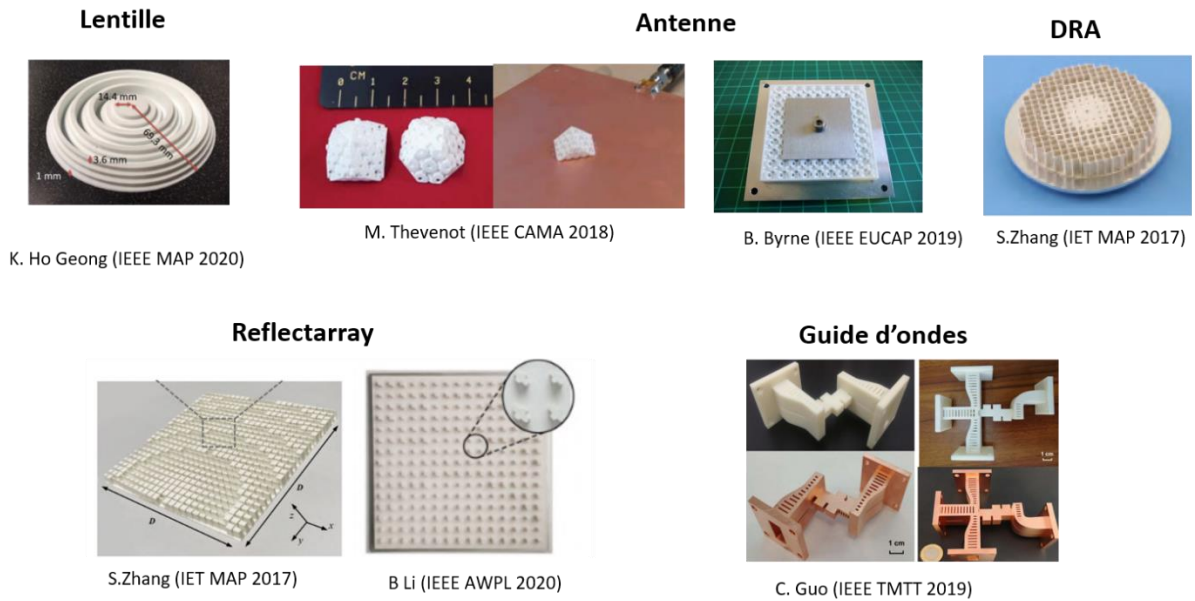 Lentille
Antenne
DRA
14.4 mm
66.3 mm
3.6 mm
1 mm
0 1 2 3 4
CM
K. Ho Geong (IEEE MAP 2020)
M. Thevenot (IEEE CAMA 2018)
B. Byrne (IEEE EUCAP 2019)
S.Zhang (IET MAP 2017)
Reflectarray
Guide d’ondes
D
D
z
x
y
1 cm
1 cm
S.Zhang (IET MAP 2017)
B Li (IEEE AWPL 2020)
C. Guo (IEEE TMTT 2019)